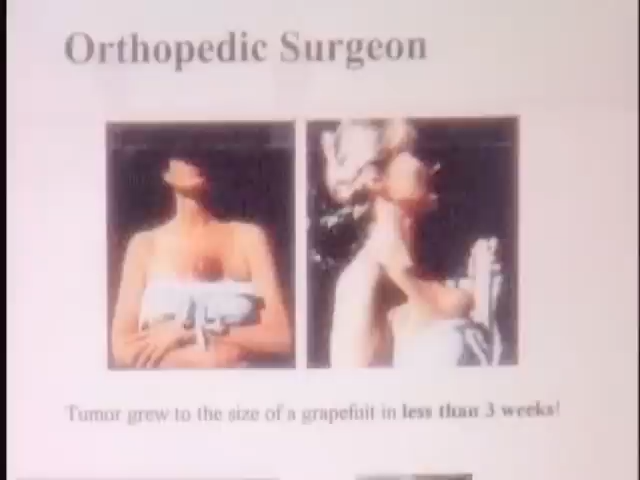 Orthopedic Surgeon
Tumor grew to the size of a grapefuit in less than 3 weeks!